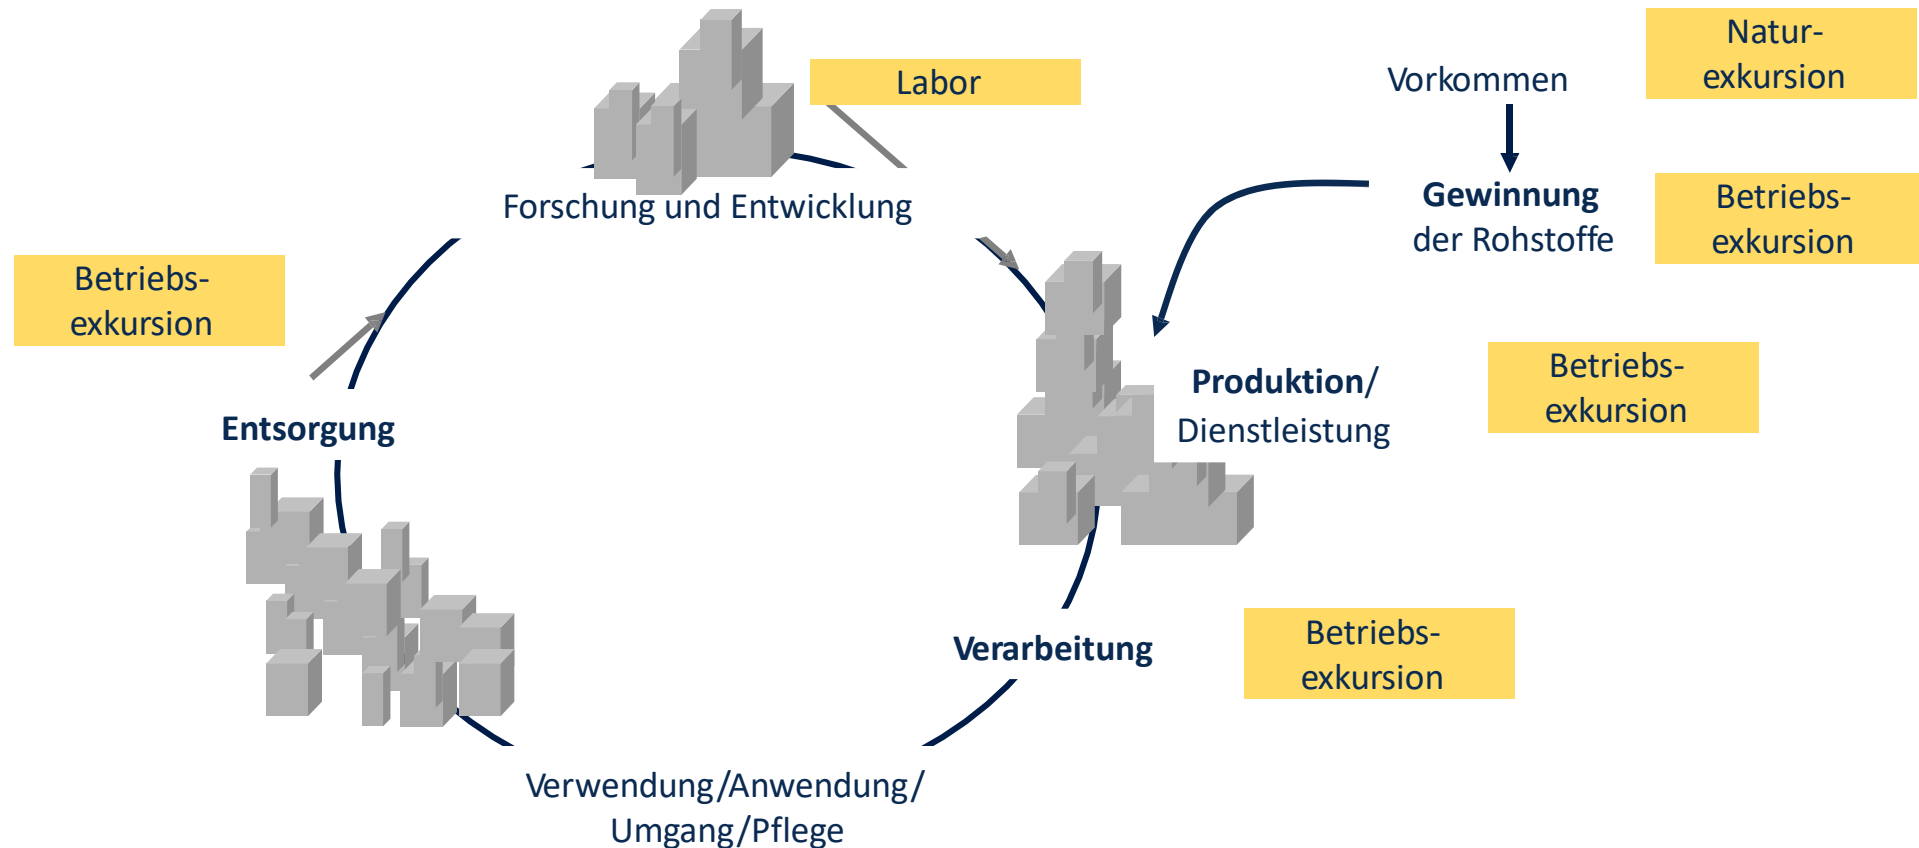 Labor
Natur-
exkursion
Vorkommen
Forschung und Entwicklung
Gewinnung
der Rohstoffe
Betriebs-
exkursion
Betriebs-
exkursion
Produktion/
Dienstleistung
Betriebs-
exkursion
Entsorgung
Verarbeitung
Betriebs-
exkursion
Verwendung/Anwendung/
Umgang/Pflege